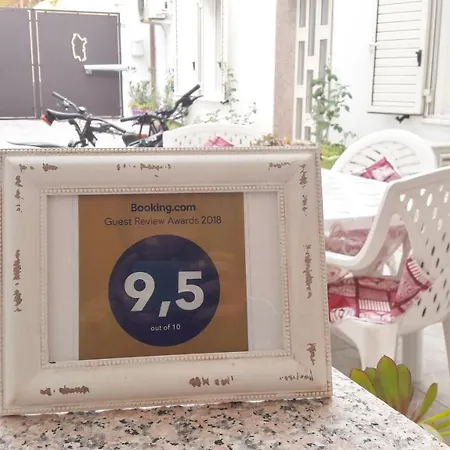 Booking.com
Guest Review Awards 2018
9,5
out of 10